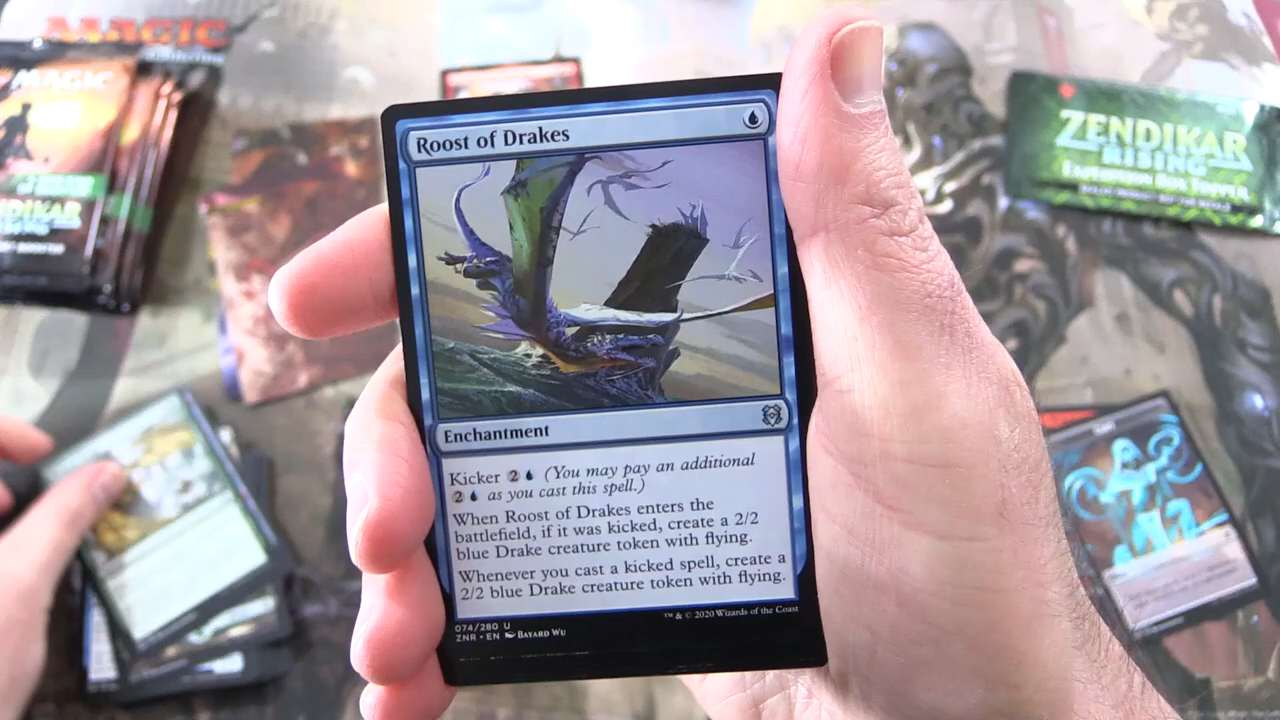 MAGIC
MAGIC
ZENDIKAR
RISING
Roost of Drakes
Enchantment
Kicker 2 (You may pay an additional
2 as you cast this spell.)
When Roost of Drakes enters the
battlefield, if it was kicked, create a 2/2
blue Drake creature token with flying.
Whenever you cast a kicked spell, create a
2/2 blue Drake creature token with flying.
074/280 U
ZNR • EN BAYARD WU
™ & © 2020 Wizards of the Coast